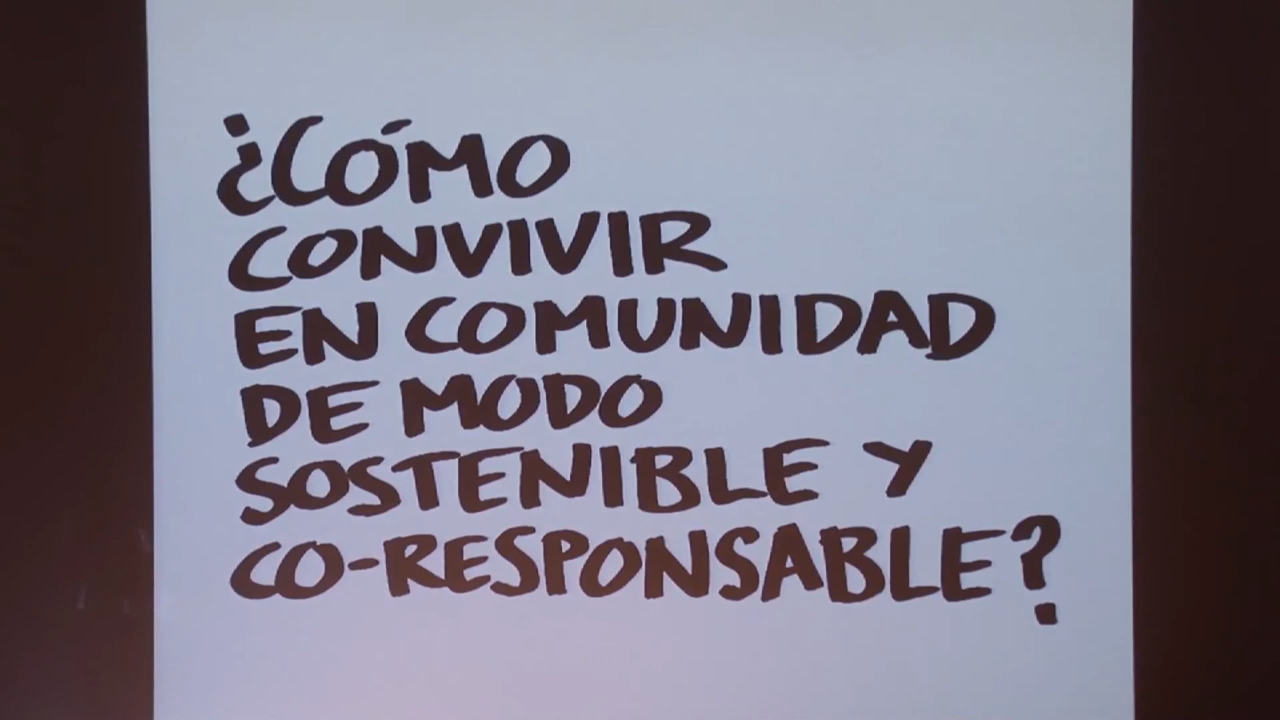 ¿CÓMO
CONVIVIR
EN COMUNIDAD
DE MODO
SOSTENIBLE Y
CO-RESPONSABLE?